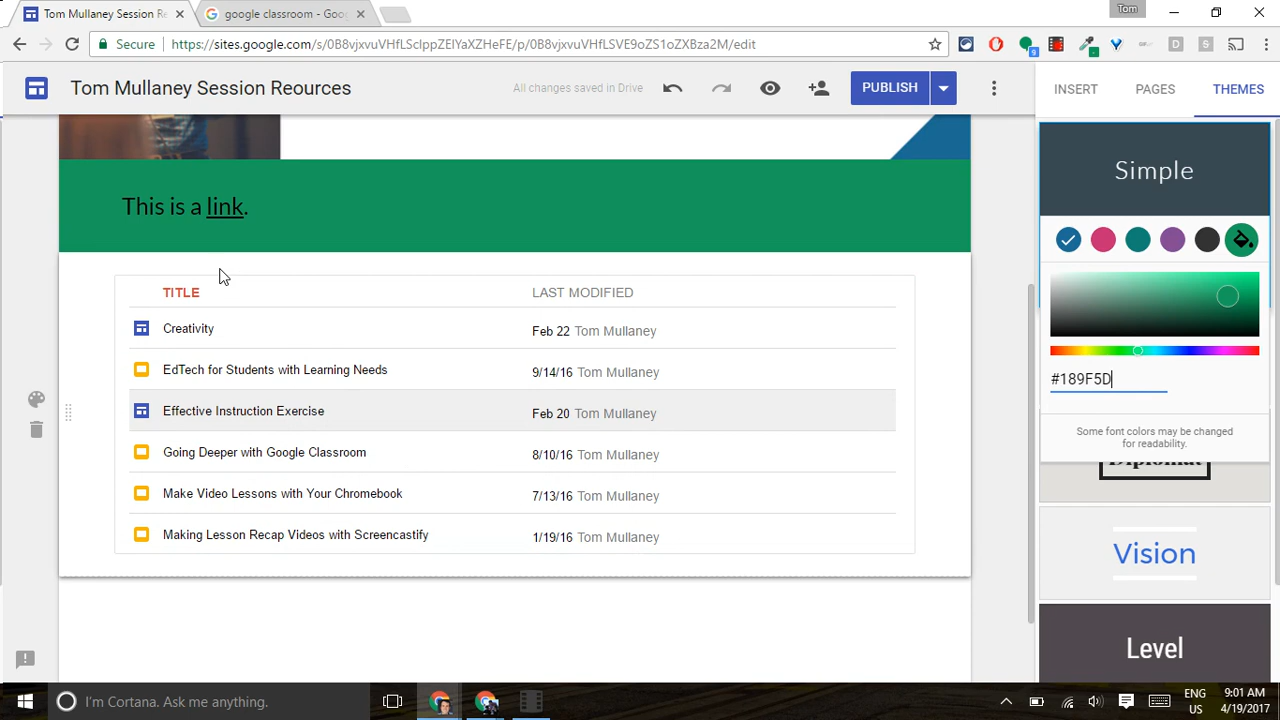 Tom Mullaney Session Re
google classroom - Goog
Tom
Secure
https://sites.google.com/s/0B8vjxvuVHfLScIppZElYaXZHeFE/p/0B8vjxvuVHfLSVE9oZS1oZXBza2M/edit
9
Tom Mullaney Session Reources
All changes saved in Drive
PUBLISH
INSERT
PAGES
THEMES
Simple
This is a link.
TITLE
LAST MODIFIED
Creativity
Feb 22 Tom Mullaney
EdTech for Students with Learning Needs
9/14/16 Tom Mullaney
Effective Instruction Exercise
Feb 20 Tom Mullaney
Going Deeper with Google Classroom
8/10/16 Tom Mullaney
Make Video Lessons with Your Chromebook
7/13/16 Tom Mullaney
Making Lesson Recap Videos with Screencastify
1/19/16 Tom Mullaney
#189F5D
Some font colors may be changed
for readability.
Diplomat
Vision
Level
I'm Cortana. Ask me anything.
ENG
US
9:01 AM
4/19/2017